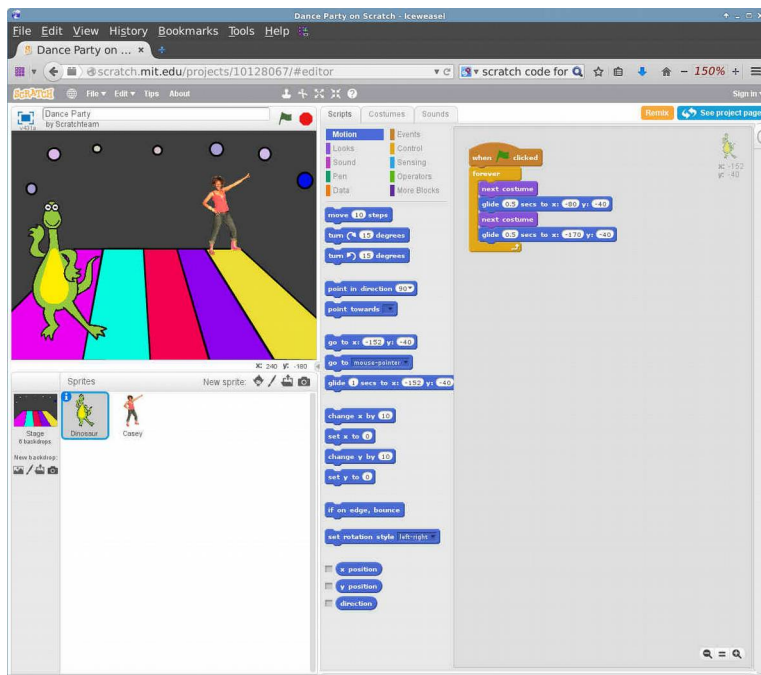 Dance Party on Scratch - Iceweasel
File Edit View History Bookmarks Tools Help
Dance Party on ...
scratch.mit.edu/projects/10128067/#editor
scratch code for
150%
SCRATCH File Edit Tips About
Sign in
Dance Party
by Scratchteam
v431a
Scripts Costumes Sounds
Remix
See project page
Motion Events
Looks Control
Sound Sensing
Pen Operators
Data More Blocks
move 10 steps
turn 15 degrees
turn 15 degrees
point in direction 90
point towards
go to x: -152 y: -40
go to mouse-pointer
glide 1 secs to x: -152 y: -40
change x by 10
set x to 0
change y by 10
set y to 0
if on edge, bounce
set rotation style left-right
x position
y position
direction
when clicked
forever
next costume
glide 0.5 secs to x: -80 y: -40
next costume
glide 0.5 secs to x: -170 y: -40
x: -152
y: -40
X: 240 Y: -180
Sprites New sprite:
Stage
6 backdrops
New backdrop:
Dinosaur
Casey